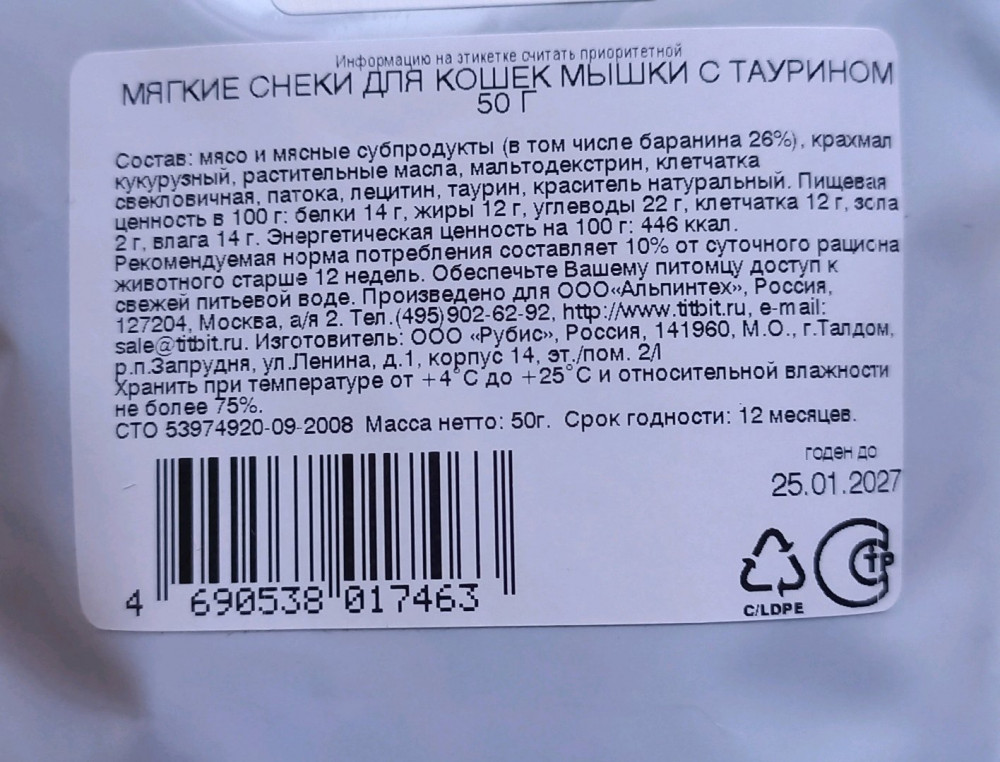 Информацию на этикетке считать приоритетной
МЯГКИЕ СНЕКИ ДЛЯ КОШЕК МЫШКИ С ТАУРИНОМ
50 Г
Состав: мясо и мясные субпродукты (в том числе баранина 26%), крахмал
кукурузный, растительные масла, мальтодекстрин, клетчатка
свекловичная, патока, лецитин, таурин, краситель натуральный. Пищевая
ценность в 100 г: белки 14 г, жиры 12 г, углеводы 22 г, клетчатка 12 г, зола
2 г, влага 14 г. Энергетическая ценность на 100 г: 446 ккал.
Рекомендуемая норма потребления составляет 10% от суточного рациона
животного старше 12 недель. Обеспечьте Вашему питомцу доступ к
свежей питьевой воде. Произведено для ООО«Альпинтех», Россия,
127204, Москва, а/я 2. Тел.(495)902-62-92, http://www.titbit.ru, e-mail:
sale@titbit.ru. Изготовитель: ООО «Рубис», Россия, 141960, М.О., г.Талдом,
р.п.Запрудня, ул.Ленина, д.1, корпус 14, эт./пом. 2/I
Хранить при температуре от +4°С до +25°С и относительной влажности
не более 75%.
СТО 53974920-09-2008 Масса нетто: 50г. Срок годности: 12 месяцев.
годен до
25.01.2027
C/LDPE
СТР
4 690538 017463